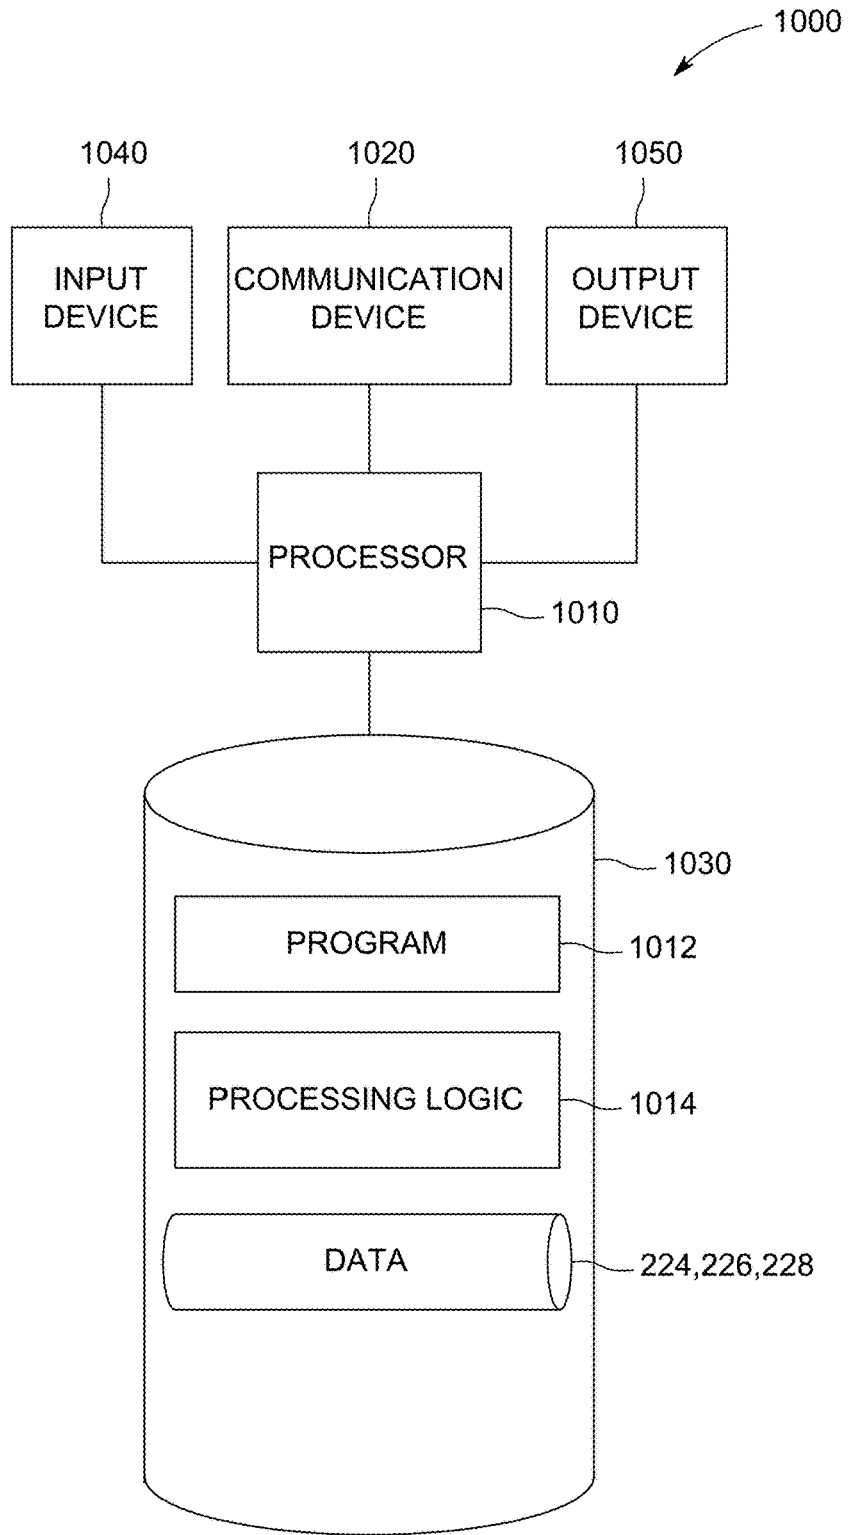 1000
1040
1020
1050
INPUT
DEVICE
COMMUNICATION
DEVICE
OUTPUT
DEVICE
PROCESSOR
1010
1030
PROGRAM
1012
PROCESSING LOGIC
1014
DATA
224,226,228